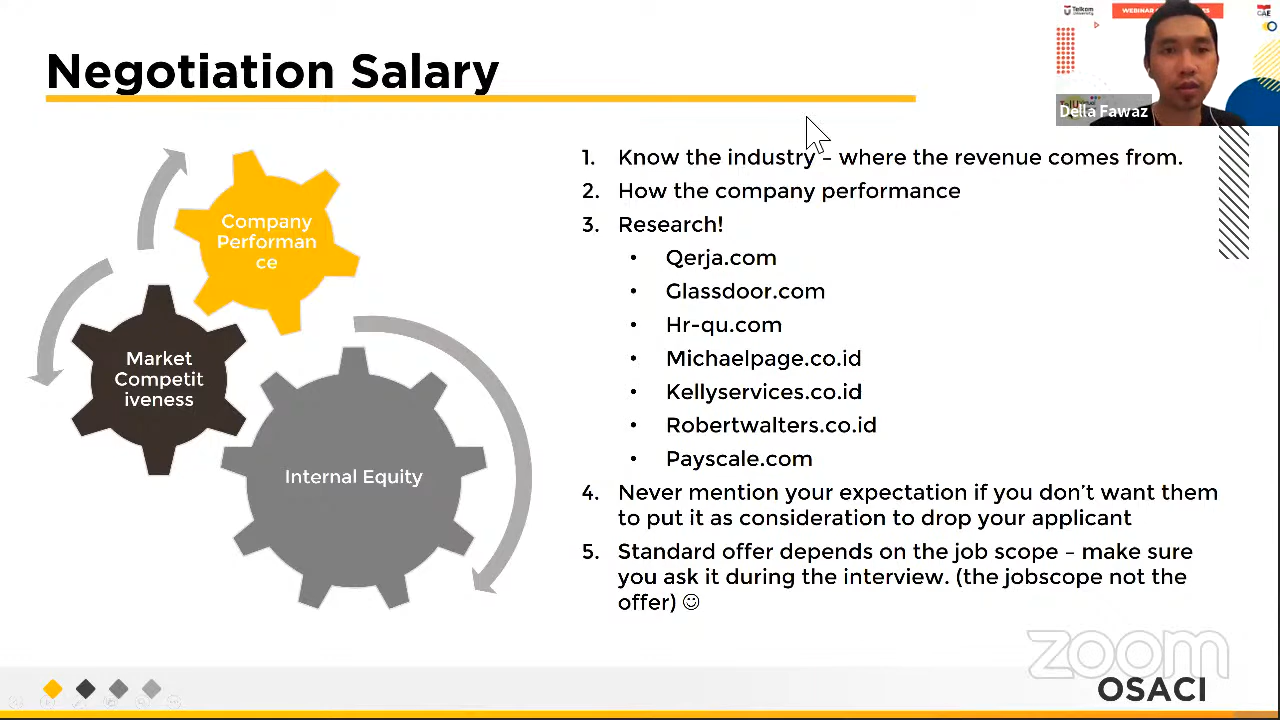 Negotiation Salary
Telkom
University
WEBINAR
CAE
Della Fawaz
Company
Performan
ce
Market
Competit
iveness
Internal Equity
1. Know the industry – where the revenue comes from.
2. How the company performance
3. Research!
• Qerja.com
• Glassdoor.com
• Hr-qu.com
• Michaelpage.co.id
• Kellyservices.co.id
• Robertwalters.co.id
• Payscale.com
4. Never mention your expectation if you don’t want them
to put it as consideration to drop your applicant
5. Standard offer depends on the job scope – make sure
you ask it during the interview. (the jobscope not the
offer) ☺
zoom
OSACI